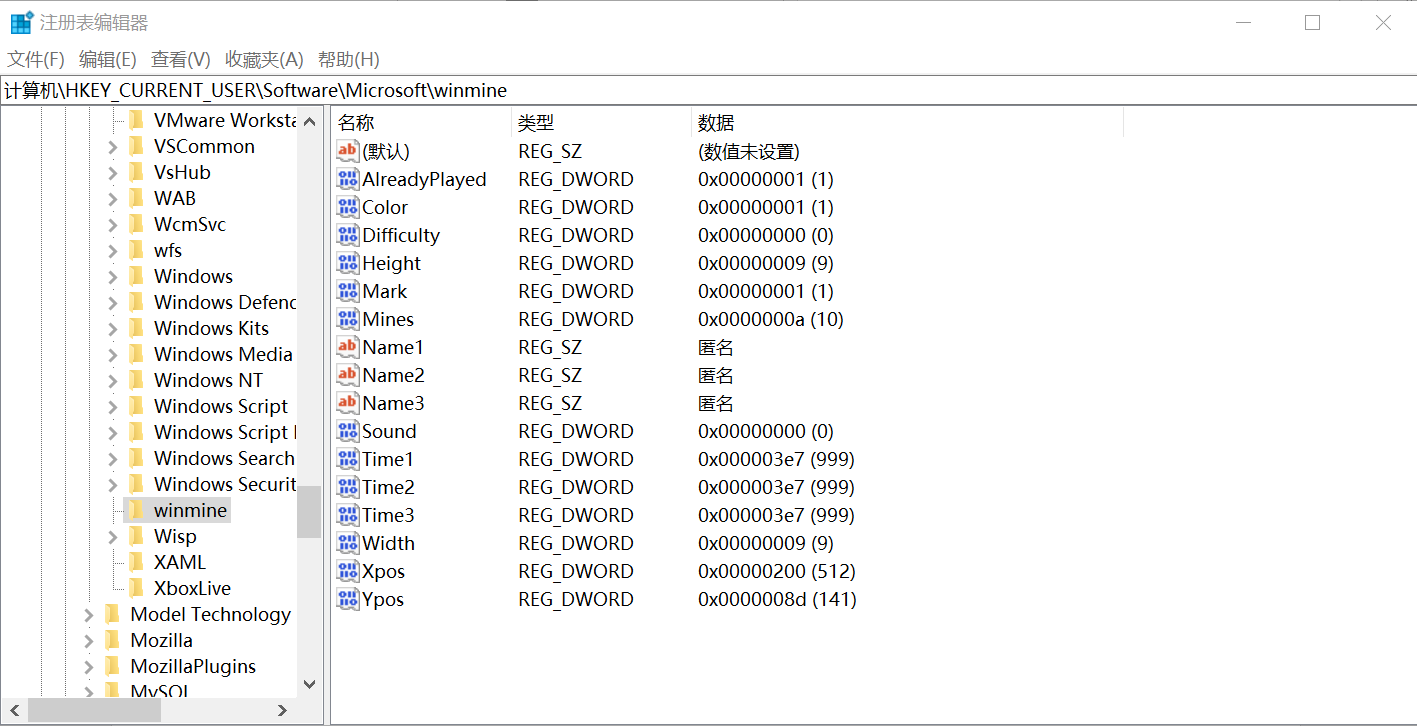 注册表编辑器
文件(F) 编辑(E) 查看(V) 收藏夹(A) 帮助(H)
计算机\HKEY_CURRENT_USER\Software\Microsoft\winmine
VMware Worksta
VSCommon
VsHub
WAB
WcmSvc
wfs
Windows
Windows Defenc
Windows Kits
Windows Media
Windows NT
Windows Script
Windows Script
Windows Search
Windows Securit
winmine
Wisp
XAML
XboxLive
Model Technology
Mozilla
MozillaPlugins
MySQL
名称 类型 数据
(默认) REG_SZ (数值未设置)
AlreadyPlayed REG_DWORD 0x00000001 (1)
Color REG_DWORD 0x00000001 (1)
Difficulty REG_DWORD 0x00000000 (0)
Height REG_DWORD 0x00000009 (9)
Mark REG_DWORD 0x00000001 (1)
Mines REG_DWORD 0x0000000a (10)
Name1 REG_SZ 匿名
Name2 REG_SZ 匿名
Name3 REG_SZ 匿名
Sound REG_DWORD 0x00000000 (0)
Time1 REG_DWORD 0x000003e7 (999)
Time2 REG_DWORD 0x000003e7 (999)
Time3 REG_DWORD 0x000003e7 (999)
Width REG_DWORD 0x00000009 (9)
Xpos REG_DWORD 0x00000200 (512)
Ypos REG_DWORD 0x0000008d (141)